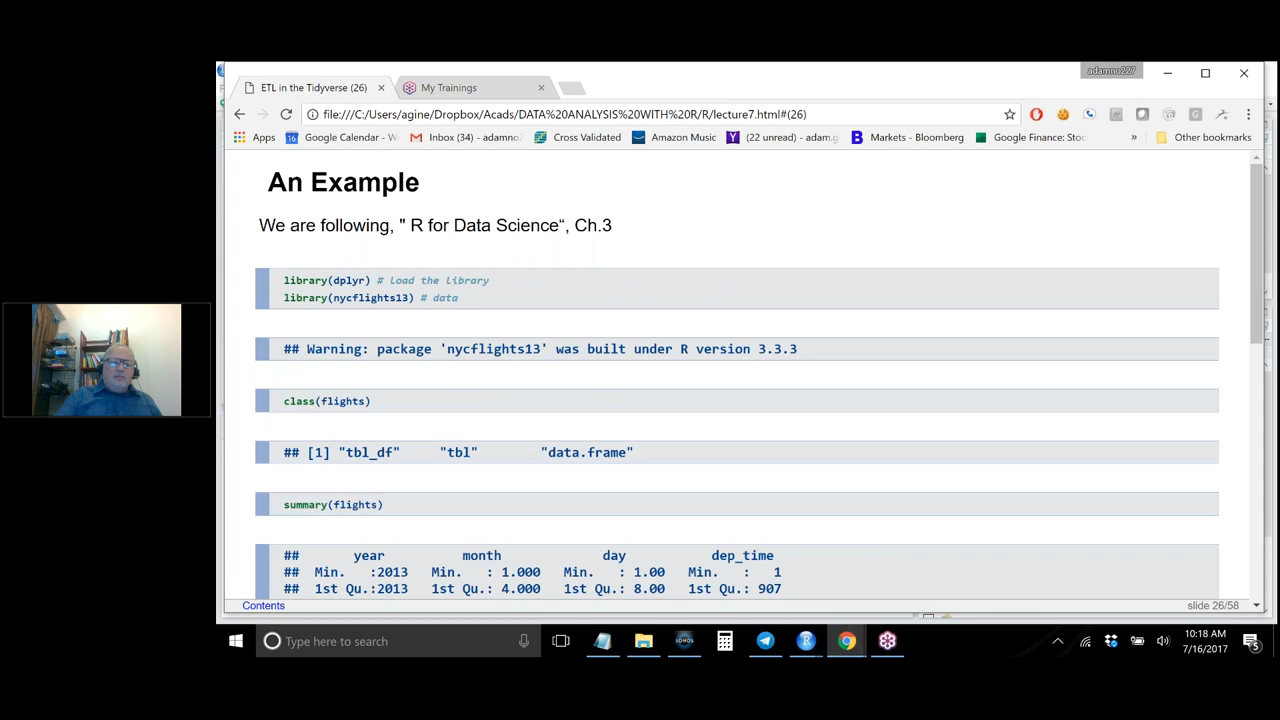 adamno227
ETL in the Tidyverse (26)
My Trainings
file:///C:/Users/agine/Dropbox/Acads/DATA%20ANALYSIS%20WITH%20R/R/lecture7.html#(26)
Apps
16
Google Calendar - W
Inbox (34) - adamno
Cross Validated
Amazon Music
(22 unread) - adam.g
Markets - Bloomberg
Google Finance: Stoc
»
Other bookmarks
An Example
We are following, " R for Data Science“, Ch.3
library(dplyr) # load the library
library(nycflights13) # data
## Warning: package 'nycflights13' was built under R version 3.3.3
class(flights)
## [1] "tbl_df" "tbl" "data.frame"
summary(flights)
## year month day dep_time
## Min. :2013 Min. : 1.000 Min. : 1.00 Min. : 1
## 1st Qu.:2013 1st Qu.: 4.000 1st Qu.: 8.00 1st Qu.: 907
Contents
slide 26/58
Type here to search
SONOS
R
10:18 AM
7/16/2017
5